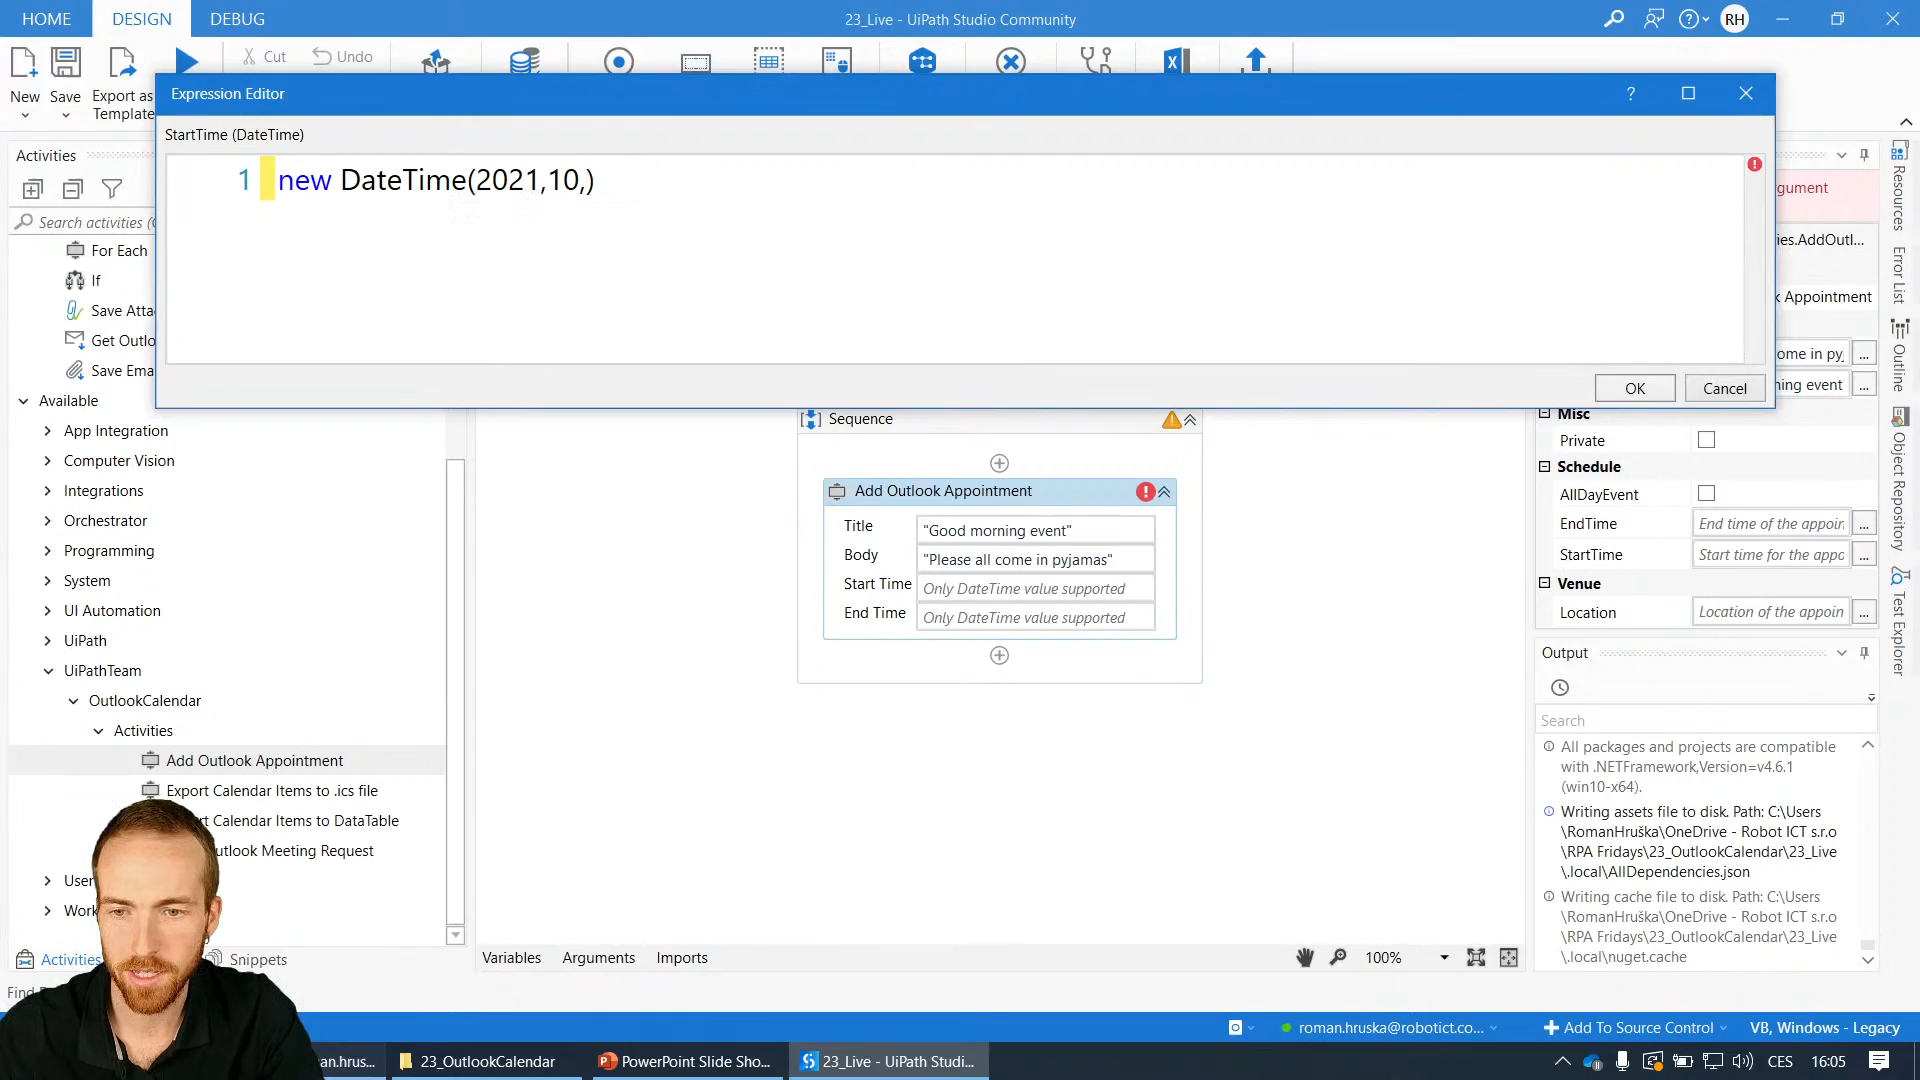 HOME DESIGN DEBUG 23_Live - UiPath Studio Community RH
Cut Undo
New Save Export as Template
Expression Editor
StartTime (DateTime)
1 new DateTime(2021,10,)
OK Cancel
Activities
Search activities (
For Each
If
Save Atta
Get Outlo
Save Ema
Available
App Integration
Computer Vision
Integrations
Orchestrator
Programming
System
UI Automation
UiPath
UiPathTeam
OutlookCalendar
Activities
Add Outlook Appointment
Export Calendar Items to .ics file
rt Calendar Items to DataTable
utlook Meeting Request
User
Work
Activities Snippets
Sequence
Add Outlook Appointment
Title "Good morning event"
Body "Please all come in pyjamas"
Start Time Only DateTime value supported
End Time Only DateTime value supported
Variables Arguments Imports 100%
gument
ies.AddOutl...
k Appointment
ome in pyj ...
ning event ...
Misc
Private
Schedule
AllDayEvent
EndTime End time of the appoin ...
StartTime Start time for the appo ...
Venue
Location Location of the appoin ...
Output
Search
All packages and projects are compatible
with .NETFramework,Version=v4.6.1
(win10-x64).
Writing assets file to disk. Path: C:\Users
\RomanHruška\OneDrive - Robot ICT s.r.o
\RPA Fridays\23_OutlookCalendar\23_Live
\.local\AllDependencies.json
Writing cache file to disk. Path: C:\Users
\RomanHruška\OneDrive - Robot ICT s.r.o
\RPA Fridays\23_OutlookCalendar\23_Live
\.local\nuget.cache
Resources
Error List
Outline
Object Repository
Test Explorer
roman.hruska@robotict.co... Add To Source Control VB, Windows - Legacy
an.hrus... 23_OutlookCalendar PowerPoint Slide Sho... 23_Live - UiPath Studi... CES 16:05